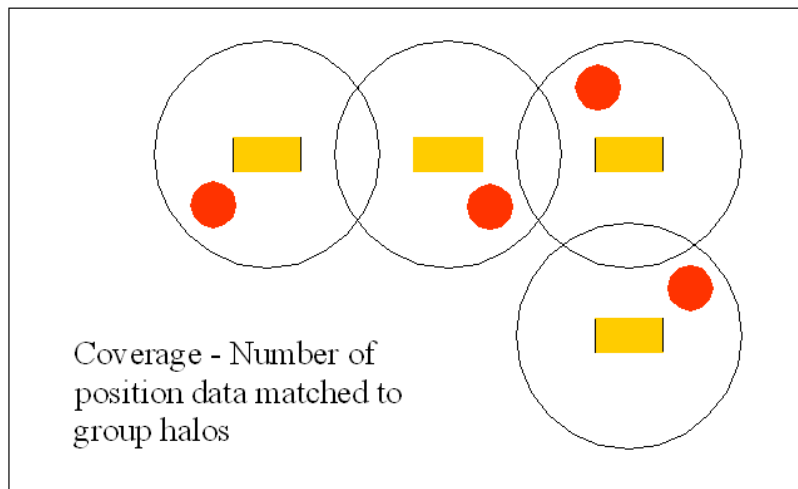 Coverage - Number of
position data matched to
group halos